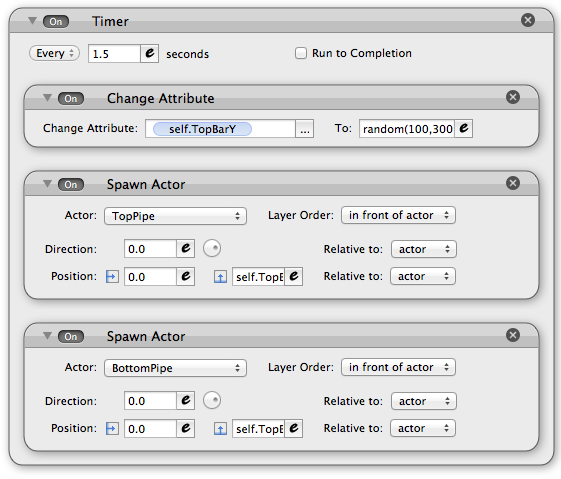 On Timer
Every 1.5 e seconds Run to Completion
On Change Attribute
Change Attribute: self.TopBarY ... To: random(100,300 e
On Spawn Actor
Actor: TopPipe Layer Order: in front of actor
Direction: 0.0 e Relative to: actor
Position: 0.0 e self.TopE e Relative to: actor
On Spawn Actor
Actor: BottomPipe Layer Order: in front of actor
Direction: 0.0 e Relative to: actor
Position: 0.0 e self.TopE e Relative to: actor